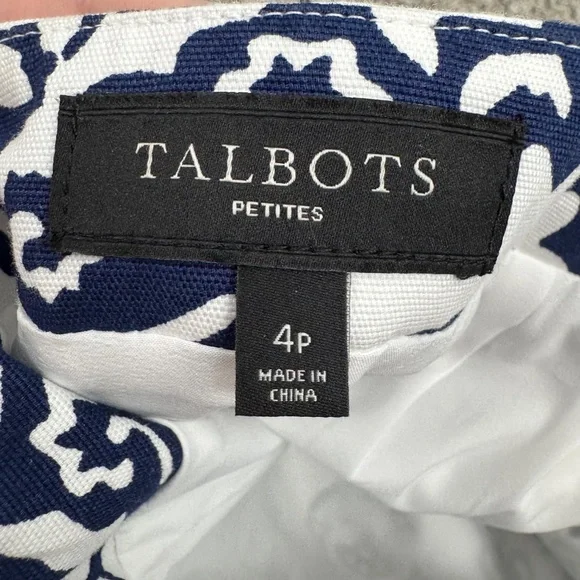 TALBOTS
PETITES
4P
MADE IN
CHINA